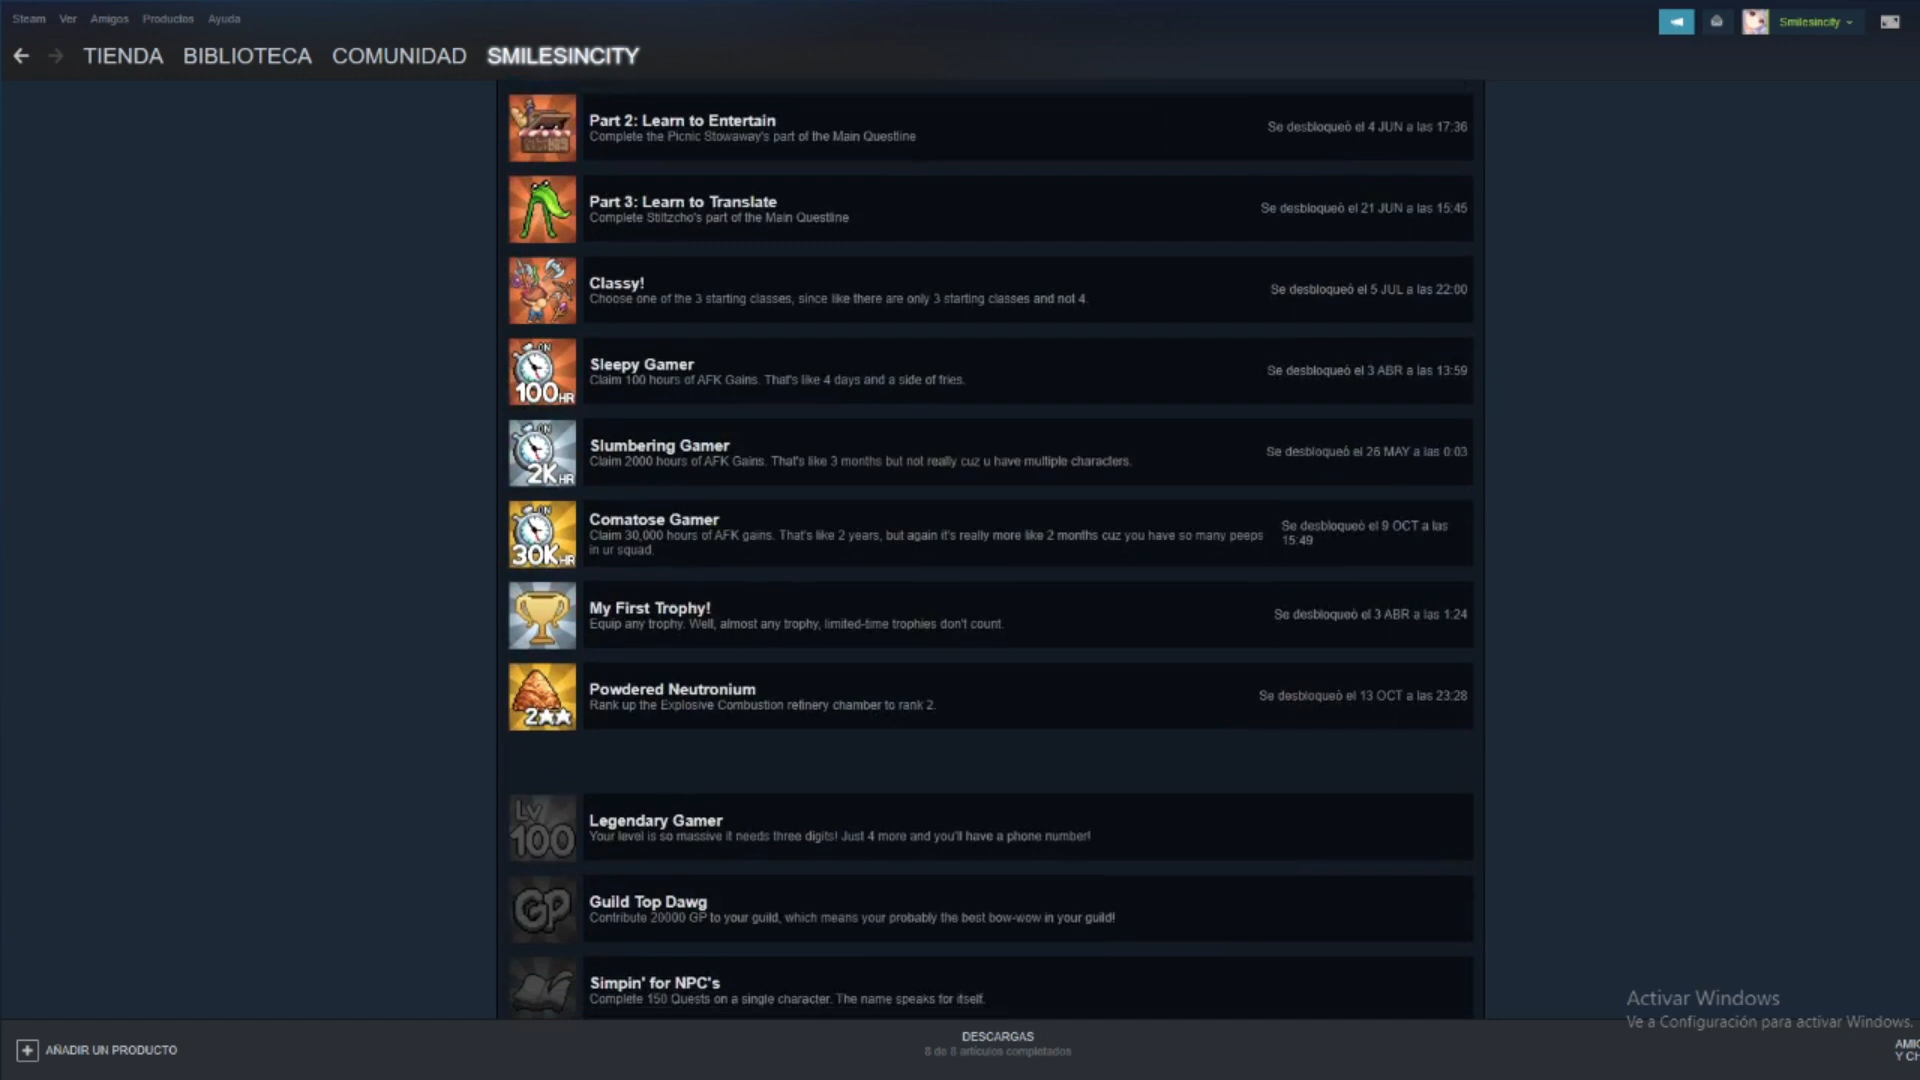 Steam Ver Amigos Productos Ayuda
Smilesincity
TIENDA BIBLIOTECA COMUNIDAD SMILESINCITY
Part 2: Learn to Entertain
Complete the Picnic Stowaway's part of the Main Questline
Se desbloqueó el 4 JUN a las 17:36
Part 3: Learn to Translate
Complete Stiltzcho's part of the Main Questline
Se desbloqueó el 21 JUN a las 15:45
Classy!
Choose one of the 3 starting classes, since like there are only 3 starting classes and not 4.
Se desbloqueó el 5 JUL a las 22:00
100HR
Sleepy Gamer
Claim 100 hours of AFK Gains. That's like 4 days and a side of fries.
Se desbloqueó el 3 ABR a las 13:59
2KHR
Slumbering Gamer
Claim 2000 hours of AFK Gains. That's like 3 months but not really cuz u have multiple characters.
Se desbloqueó el 26 MAY a las 0:03
30KHR
Comatose Gamer
Claim 30,000 hours of AFK gains. That's like 2 years, but again it's really more like 2 months cuz you have so many peeps
in ur squad.
Se desbloqueó el 9 OCT a las
15:49
My First Trophy!
Equip any trophy. Well, almost any trophy, limited-time trophies don't count.
Se desbloqueó el 3 ABR a las 1:24
2★★
Powdered Neutronium
Rank up the Explosive Combustion refinery chamber to rank 2.
Se desbloqueó el 13 OCT a las 23:28
Lv
100
Legendary Gamer
Your level is so massive it needs three digits! Just 4 more and you'll have a phone number!
GP
Guild Top Dawg
Contribute 20000 GP to your guild, which means your probably the best bow-wow in your guild!
Simpin' for NPC's
Complete 150 Quests on a single character. The name speaks for itself.
Activar Windows
Ve a Configuración para activar Windows.
AÑADIR UN PRODUCTO
DESCARGAS
8 de 8 artículos completados
AMIG
Y CH